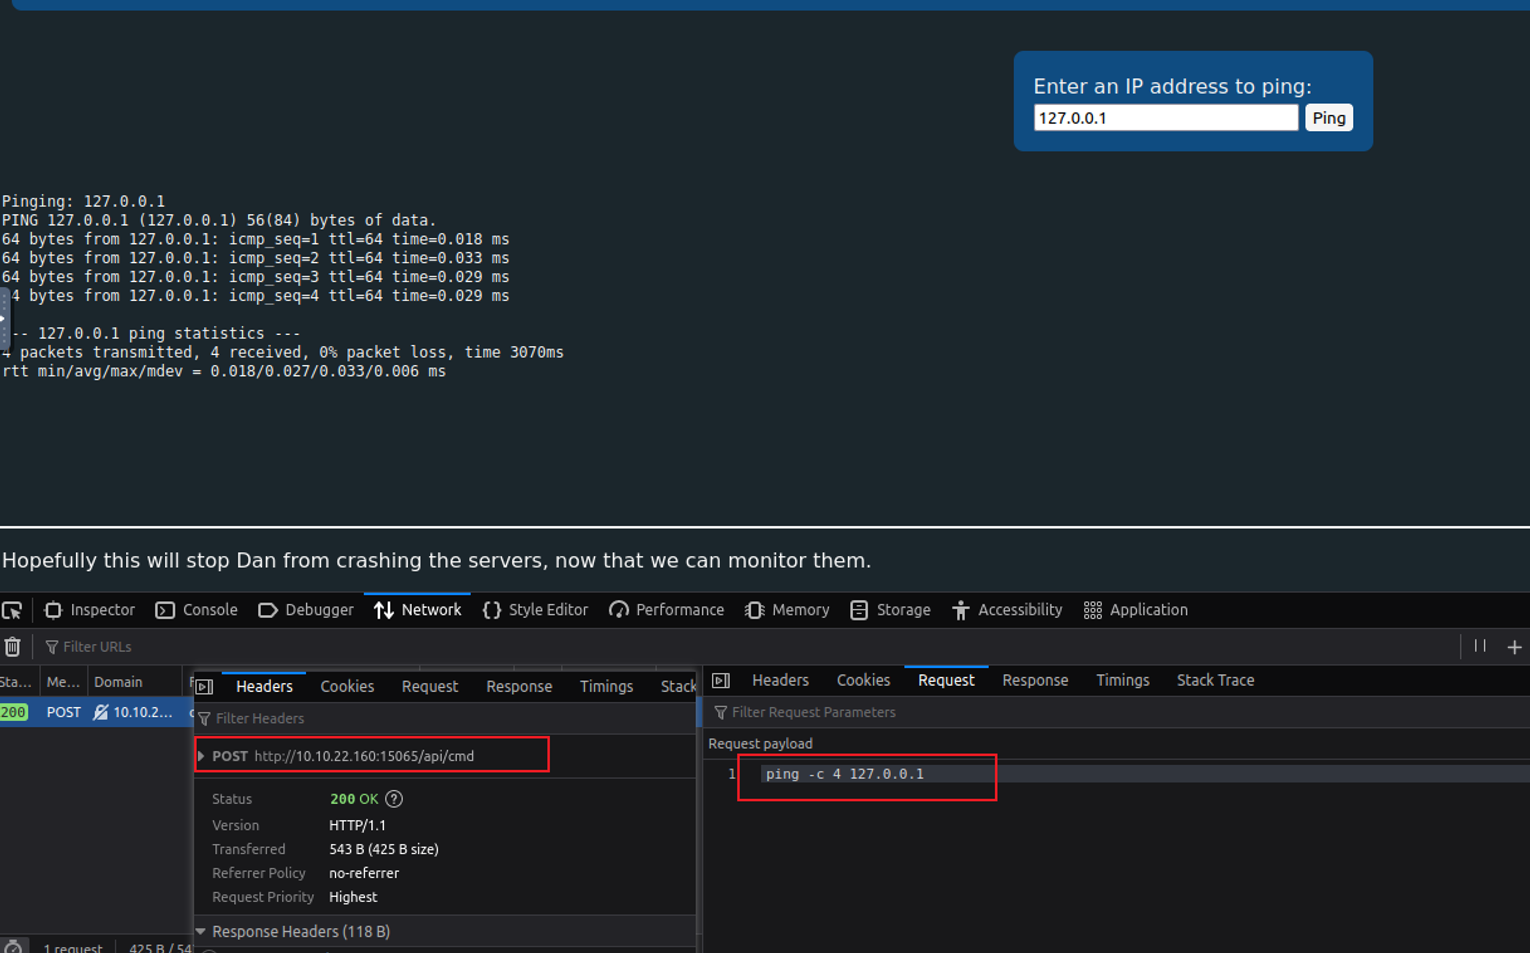 Enter an IP address to ping:
127.0.0.1 Ping
Pinging: 127.0.0.1
PING 127.0.0.1 (127.0.0.1) 56(84) bytes of data.
64 bytes from 127.0.0.1: icmp_seq=1 ttl=64 time=0.018 ms
64 bytes from 127.0.0.1: icmp_seq=2 ttl=64 time=0.033 ms
64 bytes from 127.0.0.1: icmp_seq=3 ttl=64 time=0.029 ms
4 bytes from 127.0.0.1: icmp_seq=4 ttl=64 time=0.029 ms
-- 127.0.0.1 ping statistics ---
4 packets transmitted, 4 received, 0% packet loss, time 3070ms
rtt min/avg/max/mdev = 0.018/0.027/0.033/0.006 ms
Hopefully this will stop Dan from crashing the servers, now that we can monitor them.
Inspector Console Debugger Network Style Editor Performance Memory Storage Accessibility Application
Filter URLs
Sta... Me... Domain
200 POST 10.10.2...
Headers Cookies Request Response Timings Stack
Filter Headers
POST http://10.10.22.160:15065/api/cmd
Status 200 OK
Version HTTP/1.1
Transferred 543 B (425 B size)
Referrer Policy no-referrer
Request Priority Highest
Response Headers (118 B)
Headers Cookies Request Response Timings Stack Trace
Filter Request Parameters
Request payload
1 ping -c 4 127.0.0.1
1 request 425 B / 54